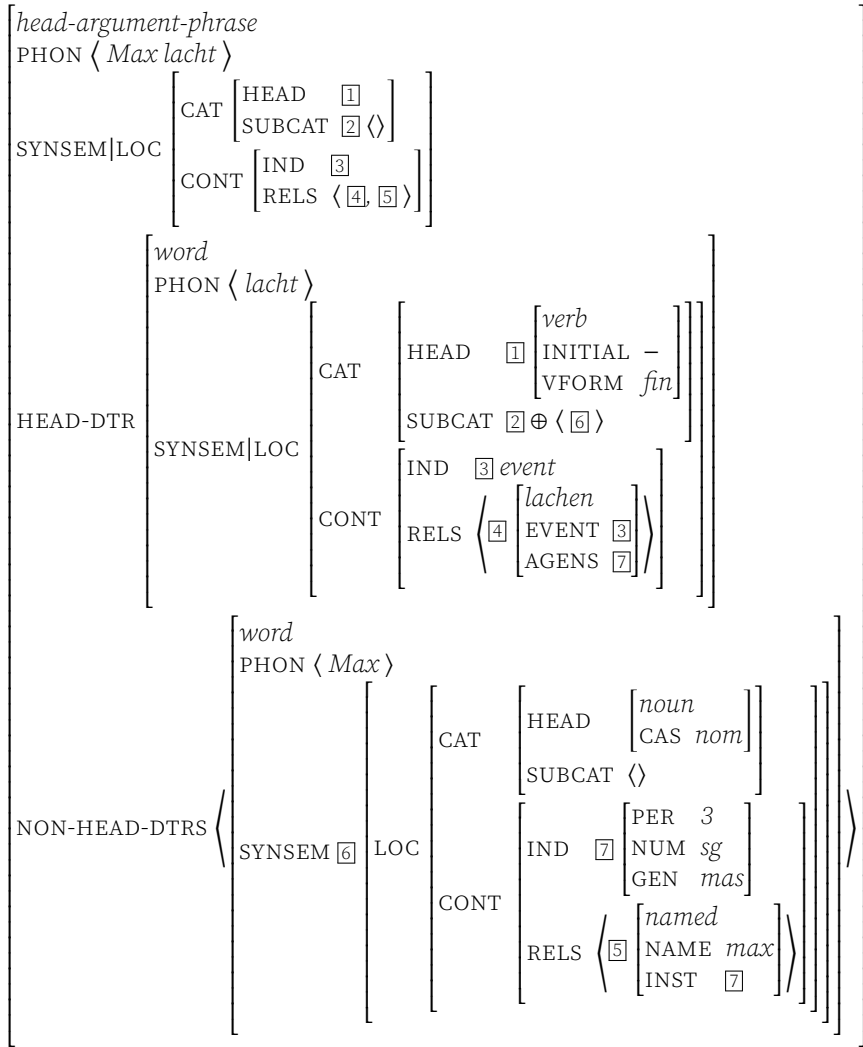 head-argument-phrase
PHON ⟨ Max lacht ⟩
SYNSEM|LOC
CAT
HEAD 1
SUBCAT 2 ⟨⟩
CONT
IND 3
RELS ⟨ 4, 5 ⟩
HEAD-DTR
word
PHON ⟨ lacht ⟩
SYNSEM|LOC
CAT
HEAD 1
verb
INITIAL −
VFORM fin
SUBCAT 2 ⊕ ⟨ 6 ⟩
CONT
IND 3 event
RELS ⟨ 4
lachen
EVENT 3
AGENS 7 ⟩
NON-HEAD-DTRS ⟨
word
PHON ⟨ Max ⟩
SYNSEM 6
LOC
CAT
HEAD
noun
CAS nom
SUBCAT ⟨⟩
CONT
IND 7
PER 3
NUM sg
GEN mas
RELS ⟨ 5
named
NAME max
INST 7 ⟩ ⟩